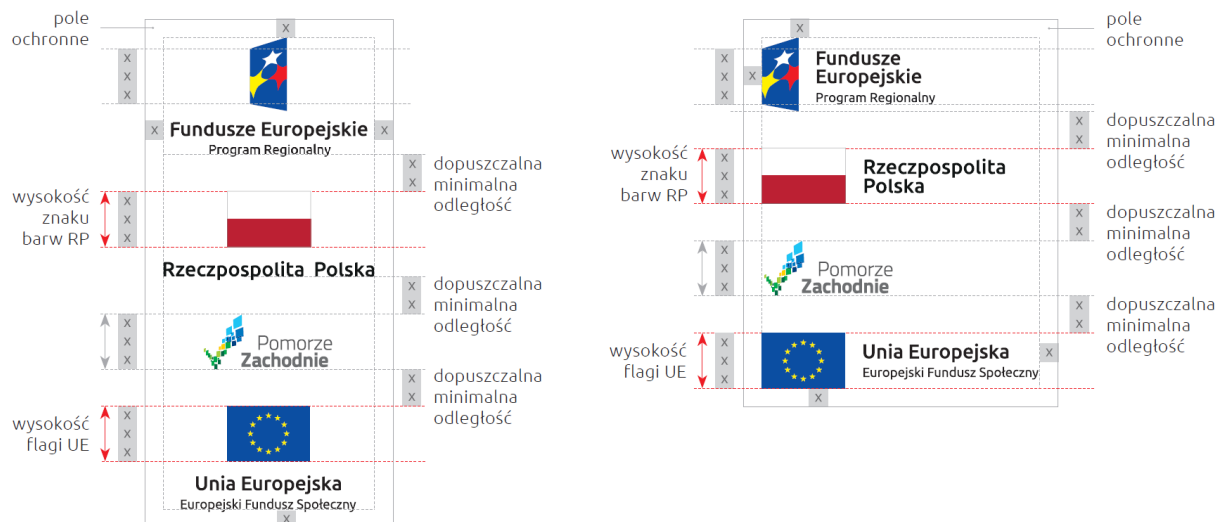 pole
ochronne
x
x
x
x
x
Fundusze Europejskie
x
Program Regionalny
dopuszczalna
minimalna
odległość
x
x
wysokość
znaku
barw RP
x
x
x
Rzeczpospolita Polska
dopuszczalna
minimalna
odległość
x
x
x
x
x
Pomorze
Zachodnie
dopuszczalna
minimalna
odległość
x
x
wysokość
flagi UE
x
x
x
Unia Europejska
Europejski Fundusz Społeczny
x
pole
ochronne
x
x
x
x
x
Fundusze
Europejskie
Program Regionalny
dopuszczalna
minimalna
odległość
x
x
wysokość
znaku
barw RP
x
x
x
Rzeczpospolita
Polska
dopuszczalna
minimalna
odległość
x
x
x
x
x
Pomorze
Zachodnie
dopuszczalna
minimalna
odległość
x
x
wysokość
flagi UE
x
x
x
Unia Europejska
Europejski Fundusz Społeczny
x
x